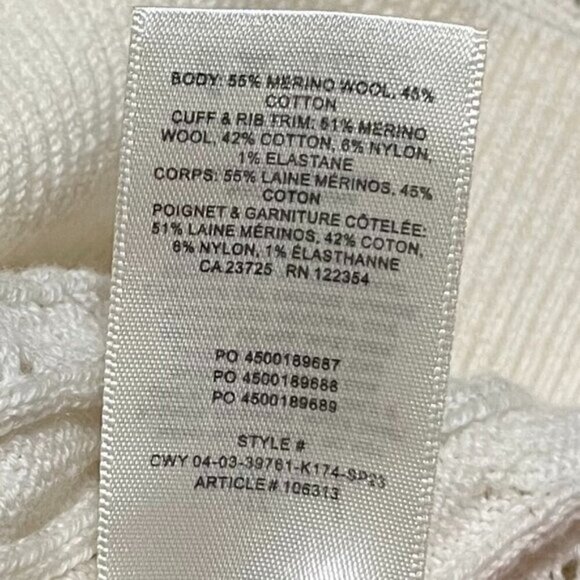 BODY: 55% MERINO WOOL, 45%
COTTON
CUFF & RIB TRIM: 51% MERINO
WOOL, 42% COTTON, 6% NYLON,
1% ELASTANE
CORPS: 55% LAINE MÉRINOS, 45%
COTON
POIGNET & GARNITURE CÔTELÉE:
51% LAINE MÉRINOS, 42% COTON,
6% NYLON, 1% ÉLASTHANNE
CA 23725 RN 122354
PO 4500189687
PO 4500189688
PO 4500189689
STYLE #
CWY 04-03-39761-K174-SP23
ARTICLE # 106313